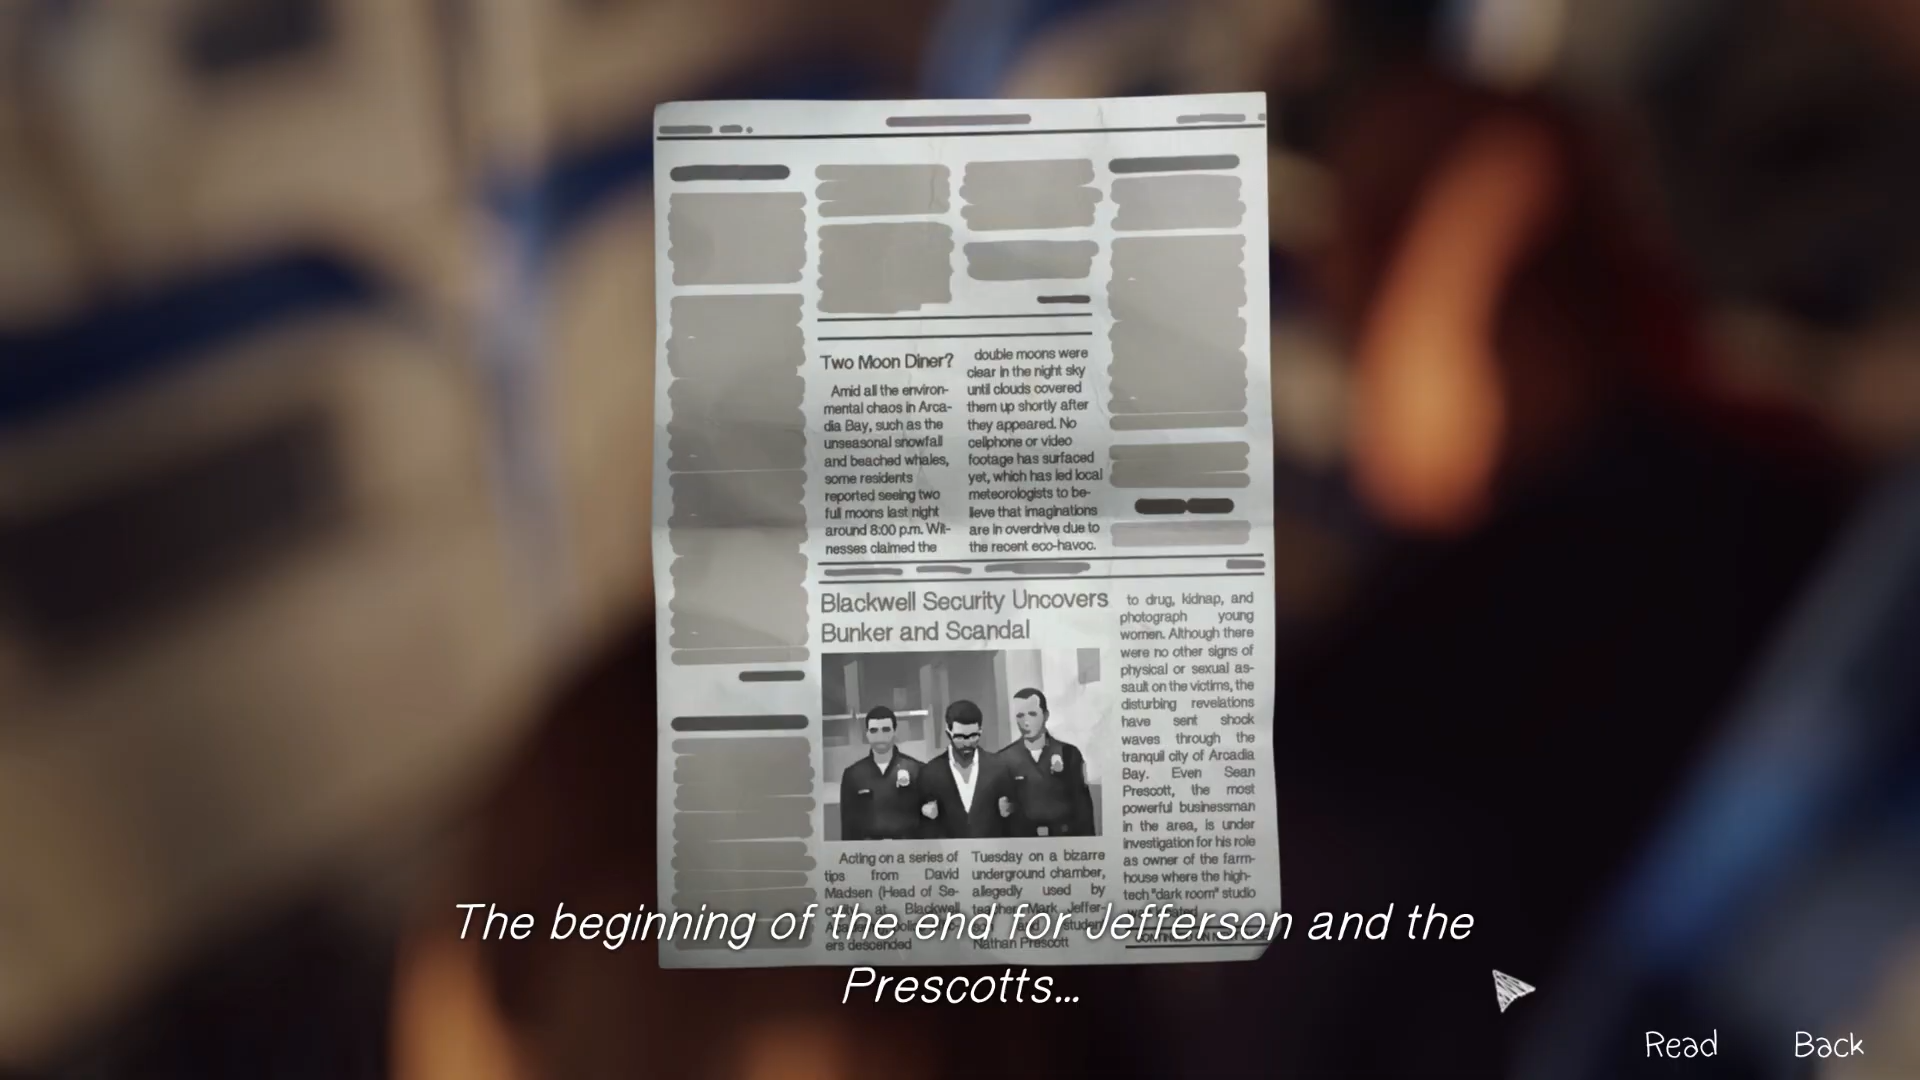 Two Moon Diner?
Amid all the environ-
mental chaos in Arca-
dia Bay, such as the
unseasonal snowfall
and beached whales,
some residents
reported seeing two
full moons last night
around 8:00 p.m. Wit-
nesses claimed the
double moons were
clear in the night sky
until clouds covered
them up shortly after
they appeared. No
cellphone or video
footage has surfaced
yet, which has led local
meteorologists to be-
lieve that imaginations
are in overdrive due to
the recent eco-havoc.
Blackwell Security Uncovers
Bunker and Scandal
Acting on a series of
tips from David
Madsen (Head of Se-
at Blackwell
ers descended
Tuesday on a bizarre
underground chamber,
allegedly used by
Mark Jeffer-
student
Nathan Prescott
to drug, kidnap, and
photograph young
women. Although there
were no other signs of
physical or sexual as-
sault on the victims, the
disturbing revelations
have sent shock
waves through the
tranquil city of Arcadia
Bay. Even Sean
Prescott, the most
powerful businessman
in the area, is under
investigation for his role
as owner of the farm-
house where the high-
tech "dark room" studio
The beginning of the end for Jefferson and the
Prescotts...
Read
Back